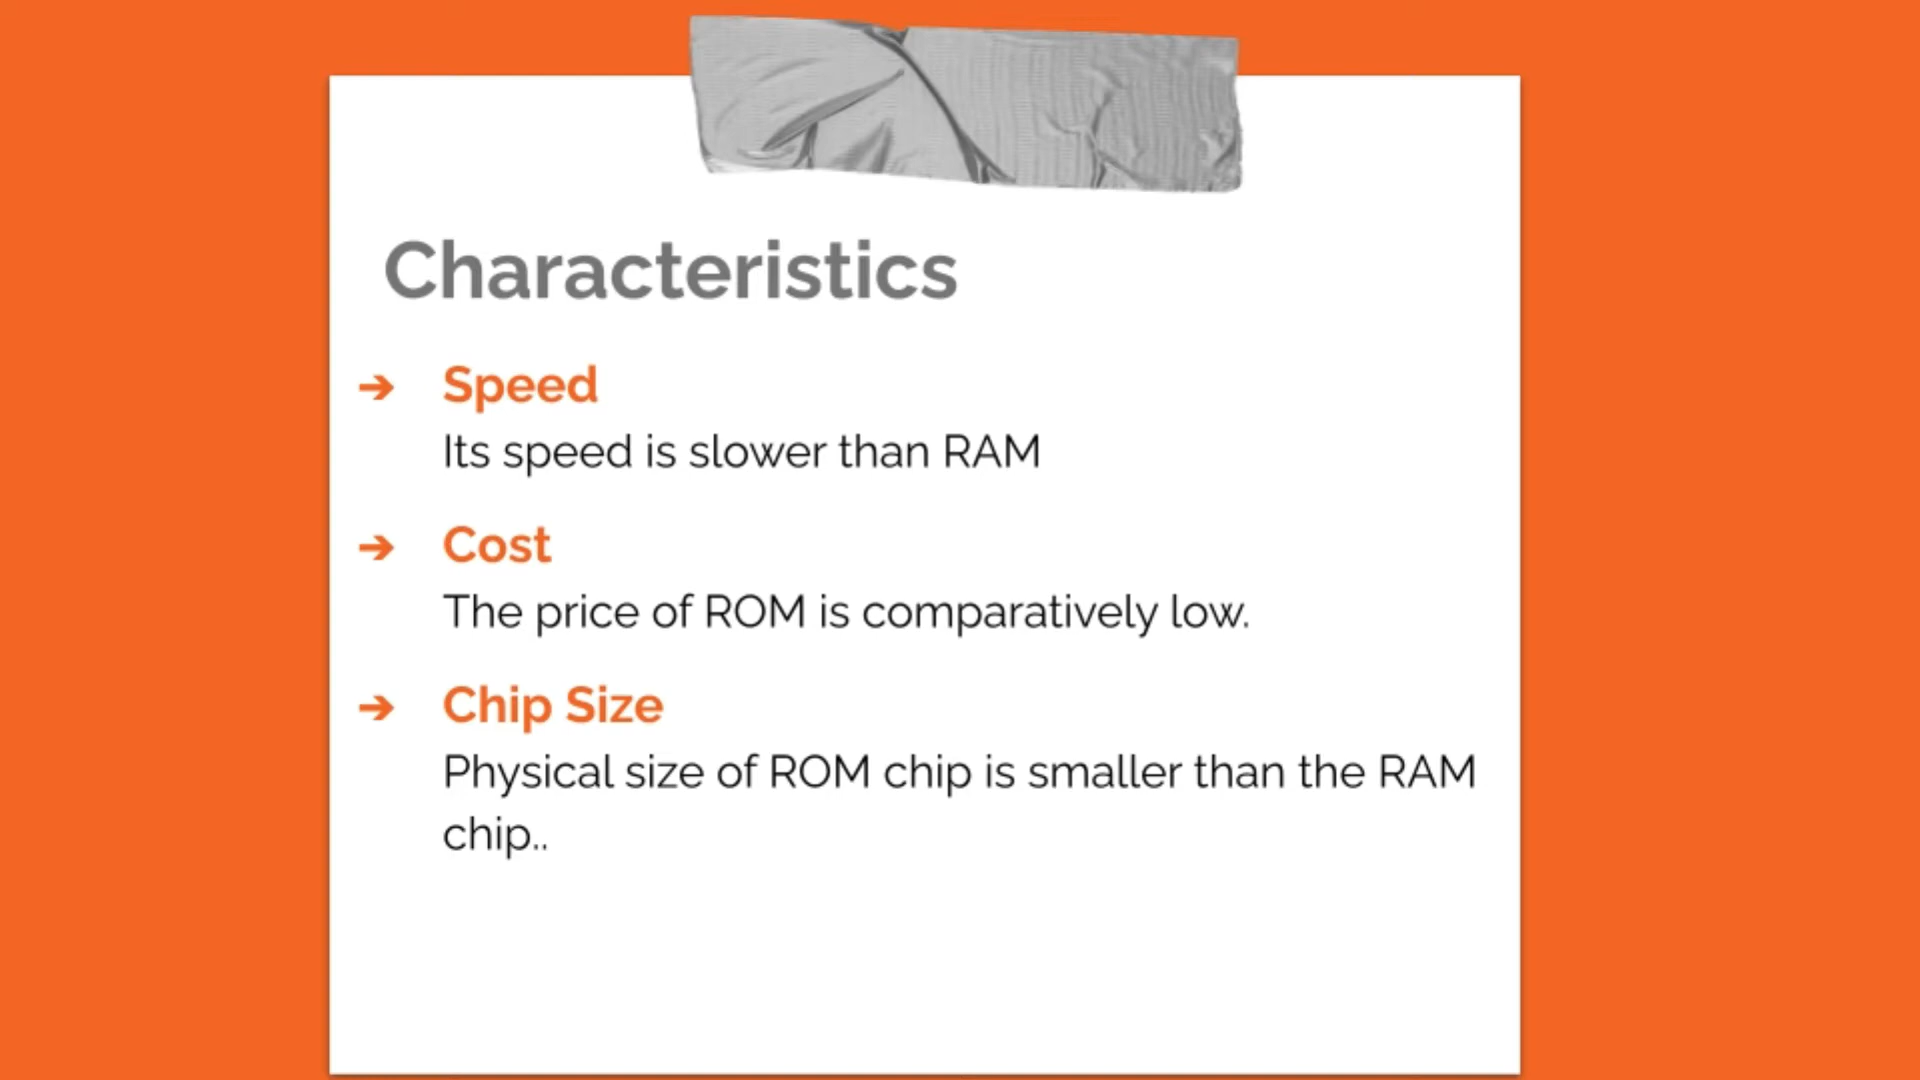 Characteristics
➔ Speed
Its speed is slower than RAM
➔ Cost
The price of ROM is comparatively low.
➔ Chip Size
Physical size of ROM chip is smaller than the RAM
chip..